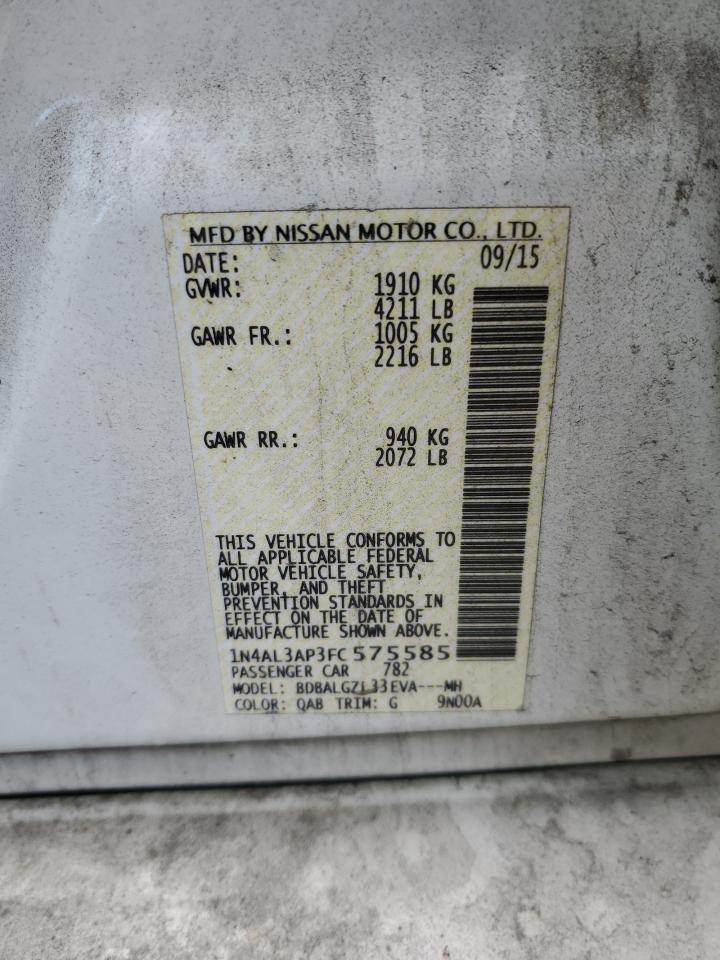 MFD BY NISSAN MOTOR CO., LTD.
DATE: 09/15
GVWR: 1910 KG
4211 LB
GAWR FR.: 1005 KG
2216 LB
GAWR RR.: 940 KG
2072 LB
THIS VEHICLE CONFORMS TO
ALL APPLICABLE FEDERAL
MOTOR VEHICLE SAFETY,
BUMPER, AND THEFT
PREVENTION STANDARDS IN
EFFECT ON THE DATE OF
MANUFACTURE SHOWN ABOVE.
1N4AL3AP3FC575585
PASSENGER CAR 782
MODEL: BDBALGZL33EVA---MH
COLOR: QAB TRIM: G 9N00A